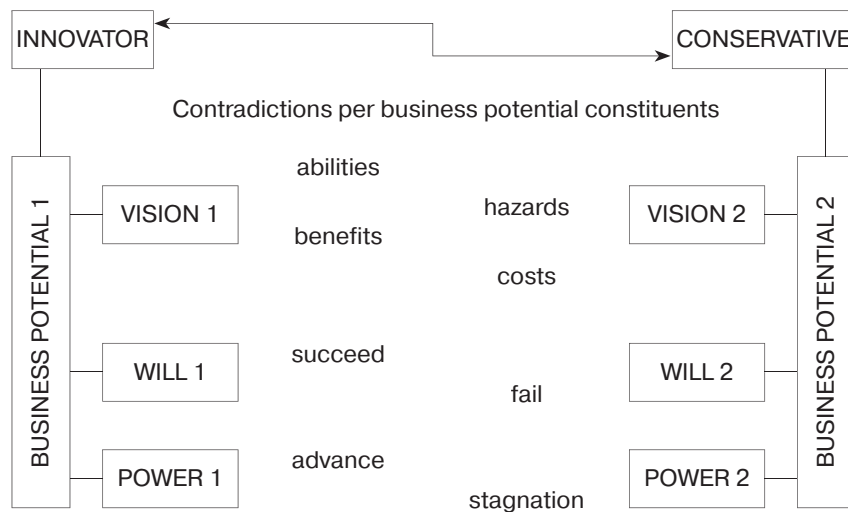 INNOVATOR
CONSERVATIVE
Contradictions per business potential constituents
BUSINESS POTENTIAL 1
VISION 1
abilities
benefits
hazards
costs
VISION 2
WILL 1
succeed
fail
WILL 2
POWER 1
advance
stagnation
POWER 2
BUSINESS POTENTIAL 2